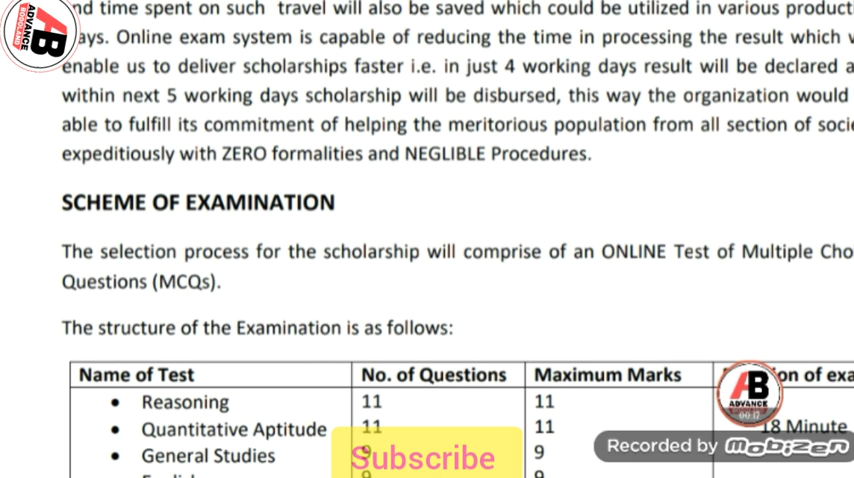 nd time spent on such travel will also be saved which could be utilized in various product
ays. Online exam system is capable of reducing the time in processing the result which
enable us to deliver scholarships faster i.e. in just 4 working days result will be declared a
within next 5 working days scholarship will be disbursed, this way the organization would
able to fulfill its commitment of helping the meritorious population from all section of socie
expeditiously with ZERO formalities and NEGLIBLE Procedures.
SCHEME OF EXAMINATION
The selection process for the scholarship will comprise of an ONLINE Test of Multiple Cho
Questions (MCQs).
The structure of the Examination is as follows:
Name of Test No. of Questions Maximum Marks on of exa
• Reasoning 11 11
• Quantitative Aptitude 11 11 18 Minute
• General Studies 9 9
AB
ADVANCE
AB
ADVANCE
00:17
Subscribe
Recorded by Mobizen